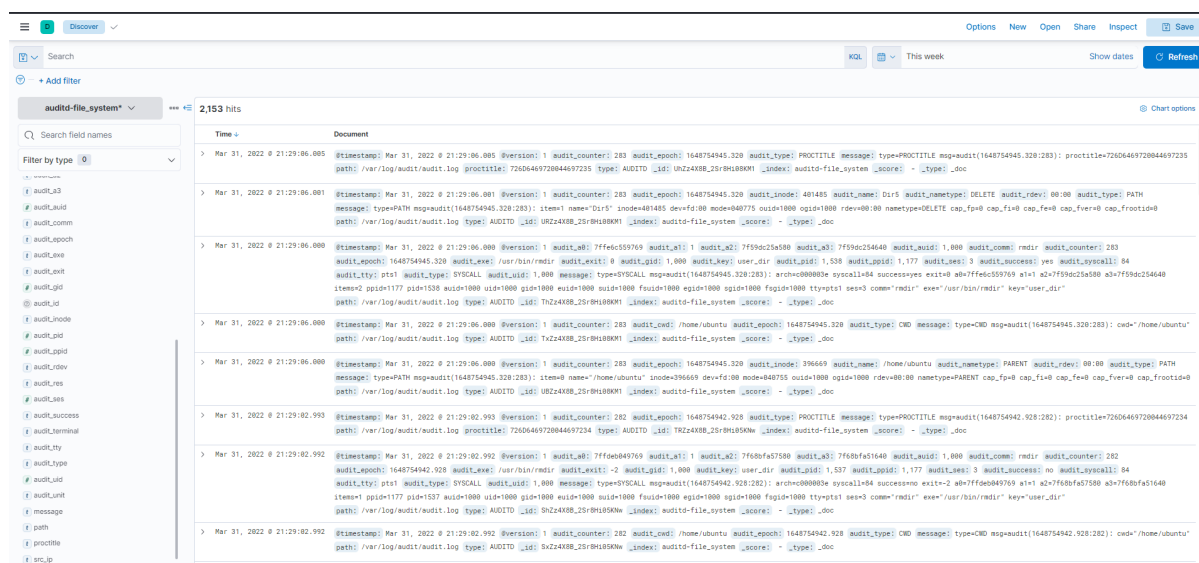 D Discover Options New Open Share Inspect Save
Search KQL This week Show dates Refresh
+ Add filter
auditd-file_system* 2,153 hits Chart options
Search field names
Filter by type 0
t audit_a3
# audit_auid
t audit_comm
t audit_epoch
t audit_exe
t audit_exit
# audit_gid
audit_id
t audit_inode
# audit_pid
# audit_ppid
t audit_rdev
t audit_res
# audit_ses
t audit_success
t audit_terminal
t audit_tty
t audit_type
# audit_uid
t audit_unit
t message
t path
t proctitle
t src_ip
Time Document
Mar 31, 2022 @ 21:29:06.005 @timestamp: Mar 31, 2022 @ 21:29:06.005 @version: 1 audit_counter: 283 audit_epoch: 1648754945.320 audit_type: PROCTITLE message: type=PROCTITLE msg=audit(1648754945.320:283): proctitle=726D6469720044697235
path: /var/log/audit/audit.log proctitle: 726D6469720044697235 type: AUDITD _id: UhZz4X8B_2Sr8Hi08KM1 _index: auditd-file_system _score: - _type: _doc
Mar 31, 2022 @ 21:29:06.001 @timestamp: Mar 31, 2022 @ 21:29:06.001 @version: 1 audit_counter: 283 audit_epoch: 1648754945.320 audit_inode: 401485 audit_name: Dir5 audit_nametype: DELETE audit_rdev: 00:00 audit_type: PATH
message: type=PATH msg=audit(1648754945.320:283): item=1 name="Dir5" inode=401485 dev=fd:00 mode=040775 ouid=1000 ogid=1000 rdev=00:00 nametype=DELETE cap_fp=0 cap_fi=0 cap_fe=0 cap_fver=0 cap_frootid=0
path: /var/log/audit/audit.log type: AUDITD _id: URZz4X8B_2Sr8Hi08KM1 _index: auditd-file_system _score: - _type: _doc
Mar 31, 2022 @ 21:29:06.000 @timestamp: Mar 31, 2022 @ 21:29:06.000 @version: 1 audit_a0: 7ffe6c559769 audit_a1: 1 audit_a2: 7f59dc25a580 audit_a3: 7f59dc254640 audit_auid: 1,000 audit_comm: rmdir audit_counter: 283
audit_epoch: 1648754945.320 audit_exe: /usr/bin/rmdir audit_exit: 0 audit_gid: 1,000 audit_key: user_dir audit_pid: 1,538 audit_ppid: 1,177 audit_ses: 3 audit_success: yes audit_syscall: 84
audit_tty: pts1 audit_type: SYSCALL audit_uid: 1,000 message: type=SYSCALL msg=audit(1648754945.320:283): arch=c000003e syscall=84 success=yes exit=0 a0=7ffe6c559769 a1=1 a2=7f59dc25a580 a3=7f59dc254640
items=2 ppid=1177 pid=1538 auid=1000 uid=1000 gid=1000 euid=1000 suid=1000 fsuid=1000 egid=1000 sgid=1000 fsgid=1000 tty=pts1 ses=3 comm="rmdir" exe="/usr/bin/rmdir" key="user_dir"
path: /var/log/audit/audit.log type: AUDITD _id: ThZz4X8B_2Sr8Hi08KM1 _index: auditd-file_system _score: - _type: _doc
Mar 31, 2022 @ 21:29:06.000 @timestamp: Mar 31, 2022 @ 21:29:06.000 @version: 1 audit_counter: 283 audit_cwd: /home/ubuntu audit_epoch: 1648754945.320 audit_type: CWD message: type=CWD msg=audit(1648754945.320:283): cwd="/home/ubuntu"
path: /var/log/audit/audit.log type: AUDITD _id: TxZz4X8B_2Sr8Hi08KM1 _index: auditd-file_system _score: - _type: _doc
Mar 31, 2022 @ 21:29:06.000 @timestamp: Mar 31, 2022 @ 21:29:06.000 @version: 1 audit_counter: 283 audit_epoch: 1648754945.320 audit_inode: 396669 audit_name: /home/ubuntu audit_nametype: PARENT audit_rdev: 00:00 audit_type: PATH
message: type=PATH msg=audit(1648754945.320:283): item=0 name="/home/ubuntu" inode=396669 dev=fd:00 mode=040755 ouid=1000 ogid=1000 rdev=00:00 nametype=PARENT cap_fp=0 cap_fi=0 cap_fe=0 cap_fver=0 cap_frootid=0
path: /var/log/audit/audit.log type: AUDITD _id: UBZz4X8B_2Sr8Hi08KM1 _index: auditd-file_system _score: - _type: _doc
Mar 31, 2022 @ 21:29:02.993 @timestamp: Mar 31, 2022 @ 21:29:02.993 @version: 1 audit_counter: 282 audit_epoch: 1648754942.928 audit_type: PROCTITLE message: type=PROCTITLE msg=audit(1648754942.928:282): proctitle=726D6469720044697234
path: /var/log/audit/audit.log proctitle: 726D6469720044697234 type: AUDITD _id: TRZz4X8B_2Sr8Hi05KNw _index: auditd-file_system _score: - _type: _doc
Mar 31, 2022 @ 21:29:02.992 @timestamp: Mar 31, 2022 @ 21:29:02.992 @version: 1 audit_a0: 7ffdeb049769 audit_a1: 1 audit_a2: 7f68bfa57580 audit_a3: 7f68bfa51640 audit_auid: 1,000 audit_comm: rmdir audit_counter: 282
audit_epoch: 1648754942.928 audit_exe: /usr/bin/rmdir audit_exit: -2 audit_gid: 1,000 audit_key: user_dir audit_pid: 1,537 audit_ppid: 1,177 audit_ses: 3 audit_success: no audit_syscall: 84
audit_tty: pts1 audit_type: SYSCALL audit_uid: 1,000 message: type=SYSCALL msg=audit(1648754942.928:282): arch=c000003e syscall=84 success=no exit=-2 a0=7ffdeb049769 a1=1 a2=7f68bfa57580 a3=7f68bfa51640
items=1 ppid=1177 pid=1537 auid=1000 uid=1000 gid=1000 euid=1000 suid=1000 fsuid=1000 egid=1000 sgid=1000 fsgid=1000 tty=pts1 ses=3 comm="rmdir" exe="/usr/bin/rmdir" key="user_dir"
path: /var/log/audit/audit.log type: AUDITD _id: ShZz4X8B_2Sr8Hi05KNw _index: auditd-file_system _score: - _type: _doc
Mar 31, 2022 @ 21:29:02.992 @timestamp: Mar 31, 2022 @ 21:29:02.992 @version: 1 audit_counter: 282 audit_cwd: /home/ubuntu audit_epoch: 1648754942.928 audit_type: CWD message: type=CWD msg=audit(1648754942.928:282): cwd="/home/ubuntu"
path: /var/log/audit/audit.log type: AUDITD _id: SxZz4X8B_2Sr8Hi05KNw _index: auditd-file_system _score: - _type: _doc